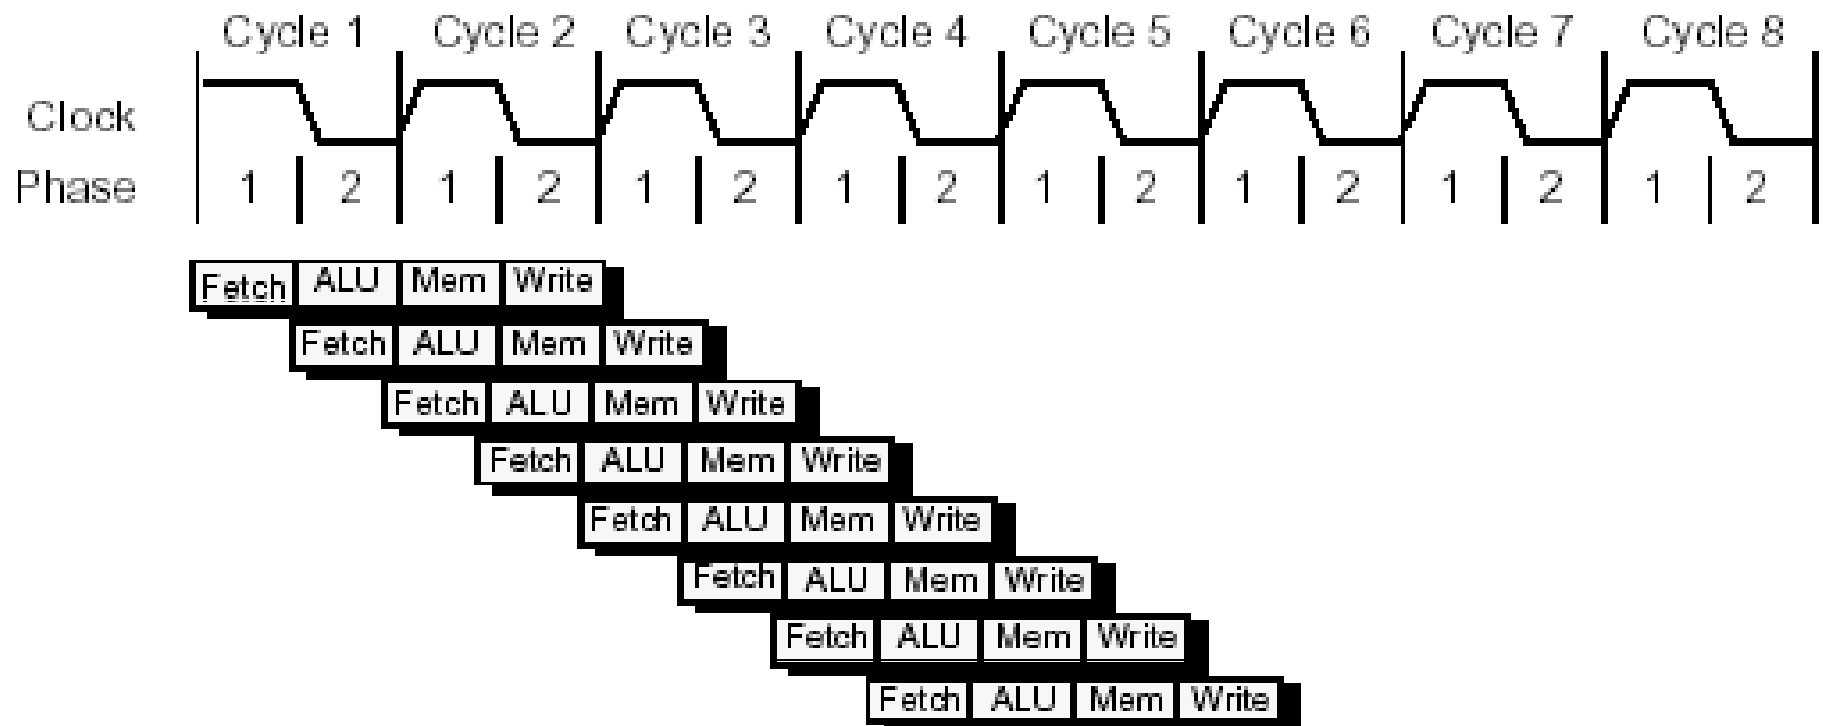 Cycle 1 Cycle 2 Cycle 3 Cycle 4 Cycle 5 Cycle 6 Cycle 7 Cycle 8
Clock
Phase 1 2 1 2 1 2 1 2 1 2 1 2 1 2 1 2
Fetch ALU Mem Write
Fetch ALU Mem Write
Fetch ALU Mem Write
Fetch ALU Mem Write
Fetch ALU Mem Write
Fetch ALU Mem Write
Fetch ALU Mem Write
Fetch ALU Mem Write